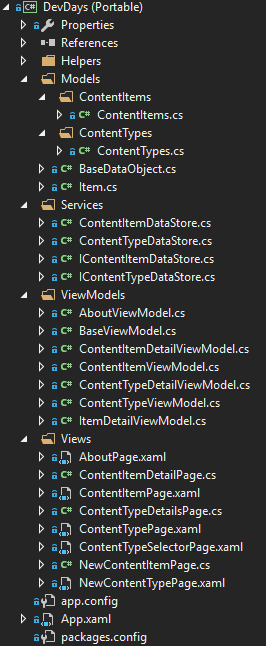 DevDays (Portable)
Properties
References
Helpers
Models
ContentItems
ContentItems.cs
ContentTypes
ContentTypes.cs
BaseDataObject.cs
Item.cs
Services
ContentItemDataStore.cs
ContentTypeDataStore.cs
IContentItemDataStore.cs
IContentTypeDataStore.cs
ViewModels
AboutViewModel.cs
BaseViewModel.cs
ContentItemDetailViewModel.cs
ContentItemViewModel.cs
ContentTypeDetailViewModel.cs
ContentTypeViewModel.cs
ItemDetailViewModel.cs
Views
AboutPage.xaml
ContentItemDetailPage.cs
ContentItemPage.xaml
ContentTypeDetailsPage.cs
ContentTypePage.xaml
ContentTypeSelectorPage.xaml
NewContentItemPage.cs
NewContentTypePage.xaml
app.config
App.xaml
packages.config